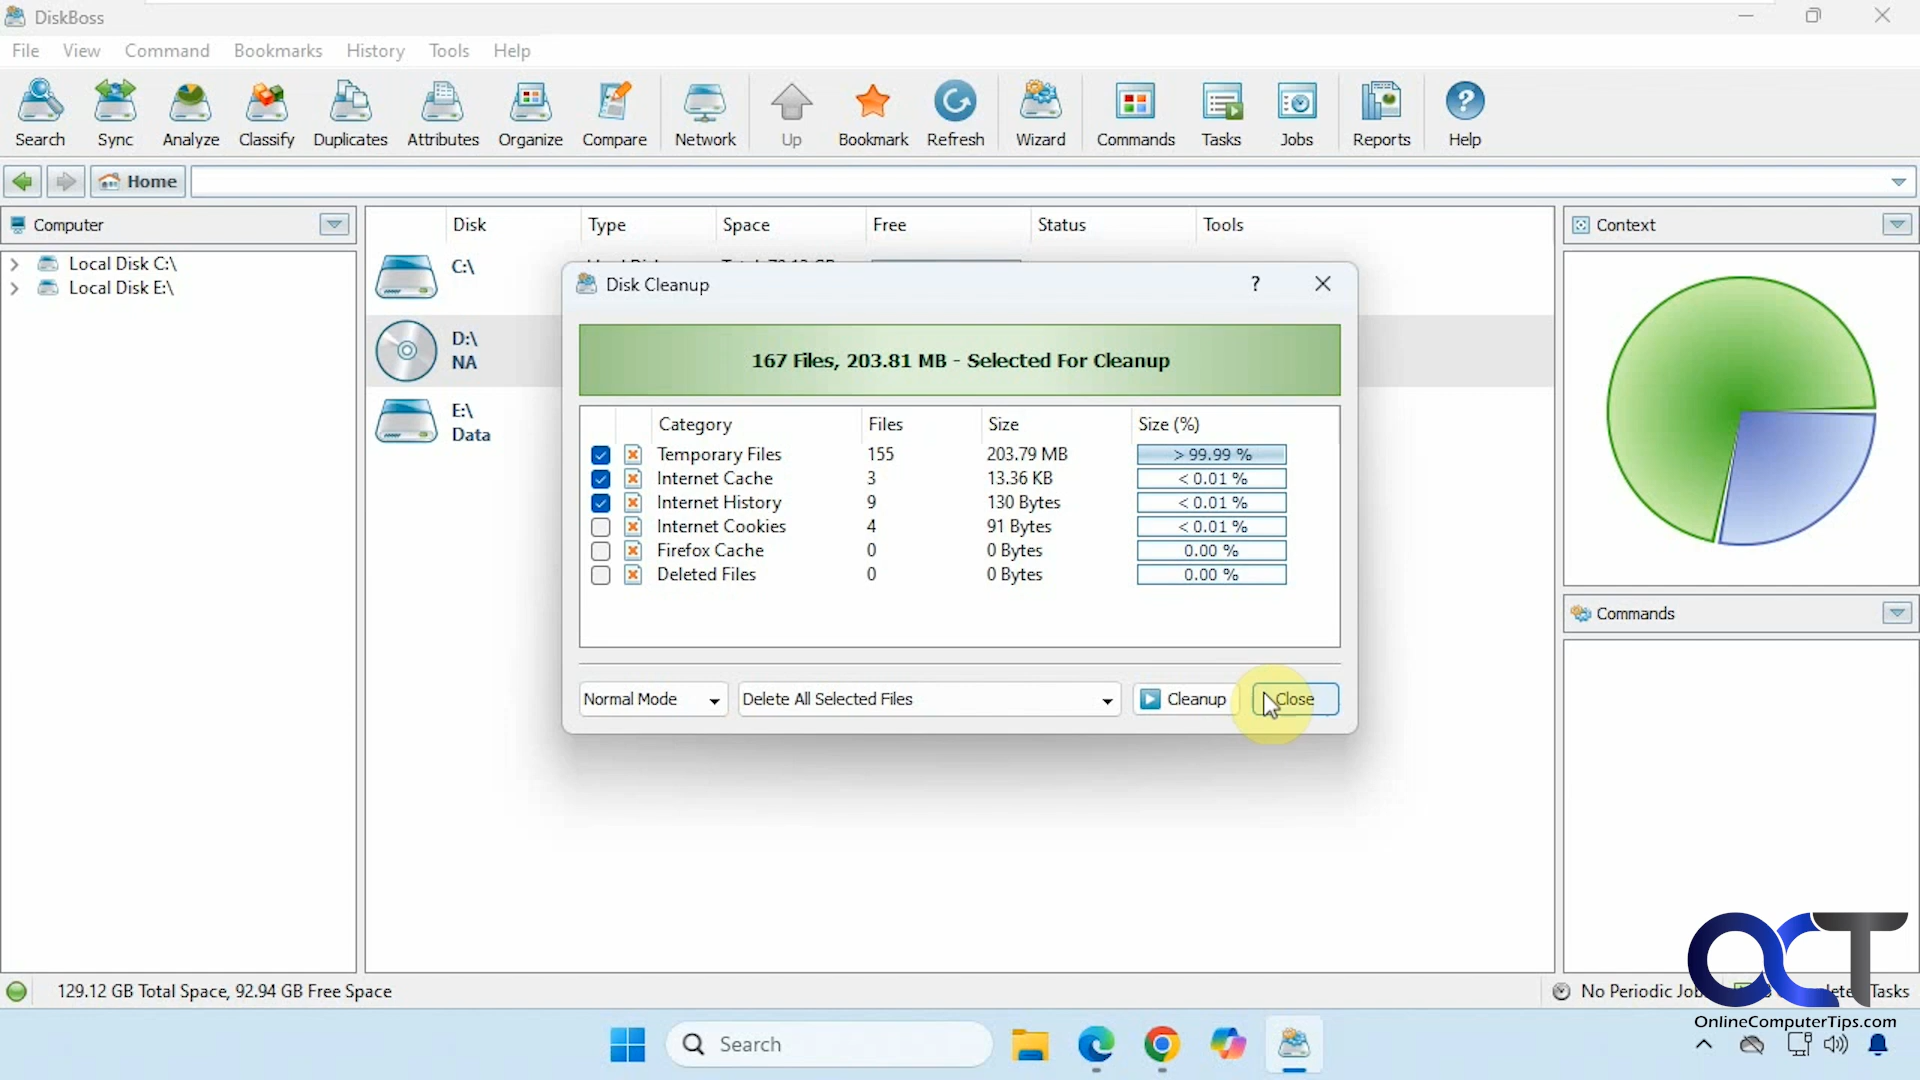 DiskBoss
File View Command Bookmarks History Tools Help
Search Sync Analyze Classify Duplicates Attributes Organize Compare Network Up Bookmark Refresh Wizard Commands Tasks Jobs Reports Help
Home
Computer
Disk Type Space Free Status Tools
Context
Local Disk C:\
Local Disk E:\
C:\
D:\
NA
E:\
Data
Disk Cleanup
?
167 Files, 203.81 MB - Selected For Cleanup
Category Files Size Size (%)
Temporary Files 155 203.79 MB > 99.99 %
Internet Cache 3 13.36 KB < 0.01 %
Internet History 9 130 Bytes < 0.01 %
Internet Cookies 4 91 Bytes < 0.01 %
Firefox Cache 0 0 Bytes 0.00 %
Deleted Files 0 0 Bytes 0.00 %
Normal Mode Delete All Selected Files Cleanup Close
Commands
129.12 GB Total Space, 92.94 GB Free Space
No Periodic Tasks
OCT
OnlineComputerTips.com
Search